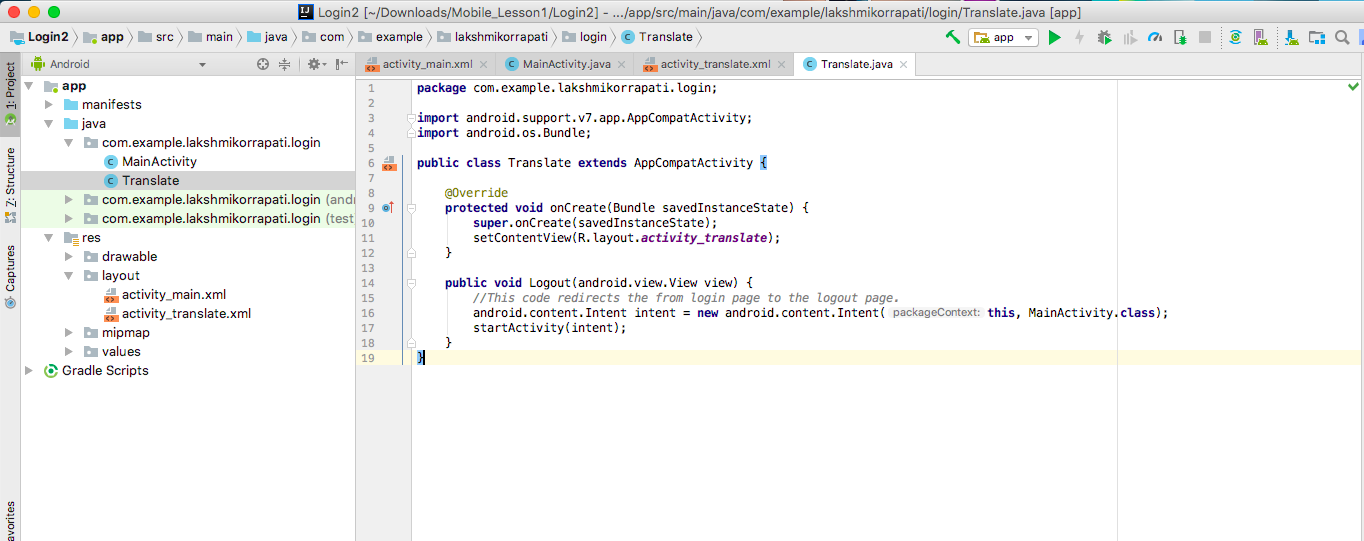 Login2 [~/Downloads/Mobile_Lesson1/Login2] - .../app/src/main/java/com/example/lakshmikorrapati/login/Translate.java [app]
Login2 app src main java com example lakshmikorrapati login Translate app
1: Project
Z: Structure
Captures
avorites
Android
app
manifests
java
com.example.lakshmikorrapati.login
MainActivity
Translate
com.example.lakshmikorrapati.login (and
com.example.lakshmikorrapati.login (test
res
drawable
layout
activity_main.xml
activity_translate.xml
mipmap
values
Gradle Scripts
activity_main.xml MainActivity.java activity_translate.xml Translate.java
1 package com.example.lakshmikorrapati.login;
2
3 import android.support.v7.app.AppCompatActivity;
4 import android.os.Bundle;
5
6 public class Translate extends AppCompatActivity {
7
8 @Override
9 protected void onCreate(Bundle savedInstanceState) {
10 super.onCreate(savedInstanceState);
11 setContentView(R.layout.activity_translate);
12 }
13
14 public void Logout(android.view.View view) {
15 //This code redirects the from login page to the logout page.
16 android.content.Intent intent = new android.content.Intent( packageContext: this, MainActivity.class);
17 startActivity(intent);
18 }
19 }